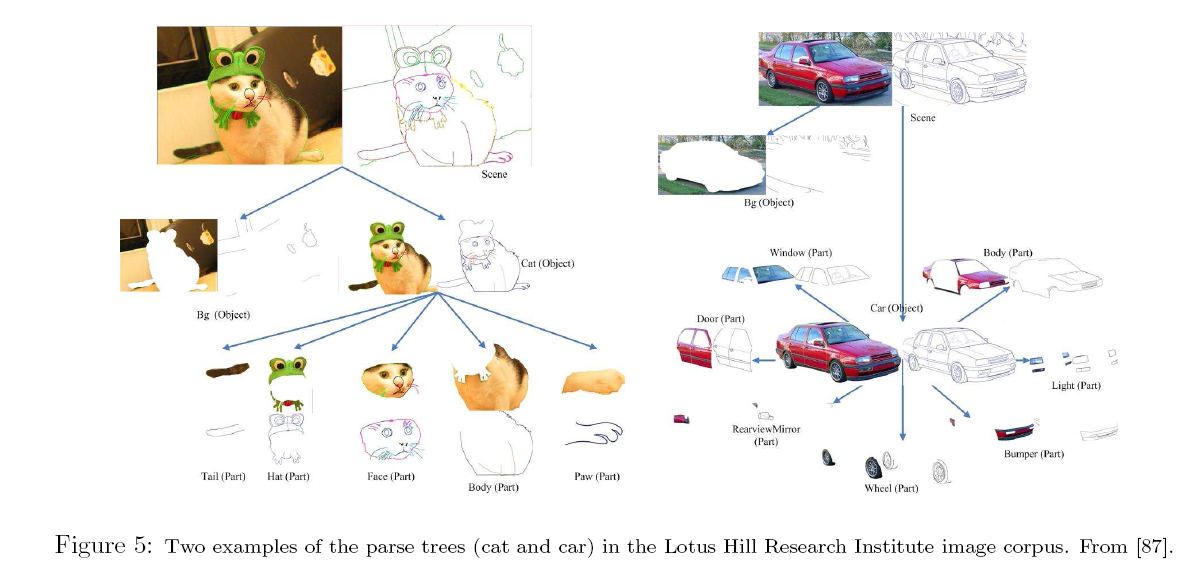 Scene
Bg (Object)
Cat (Object)
Tail (Part)
Hat (Part)
Face (Part)
Body (Part)
Paw (Part)
Scene
Bg (Object)
Window (Part)
Body (Part)
Car (Object)
Door (Part)
Light (Part)
RearviewMirror
(Part)
Bumper (Part)
Wheel (Part)
Figure 5: Two examples of the parse trees (cat and car) in the Lotus Hill Research Institute image corpus. From [87].